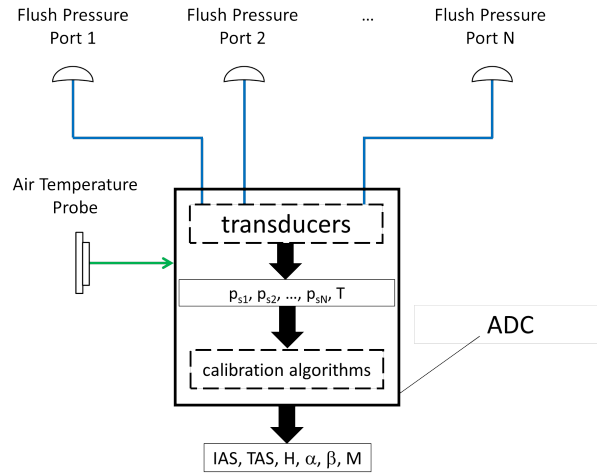 Flush Pressure
Port 1
Flush Pressure
Port 2
...
Flush Pressure
Port N
Air Temperature
Probe
transducers
ps1, ps2, ..., psN, T
ADC
calibration algorithms
IAS, TAS, H, α, β, M